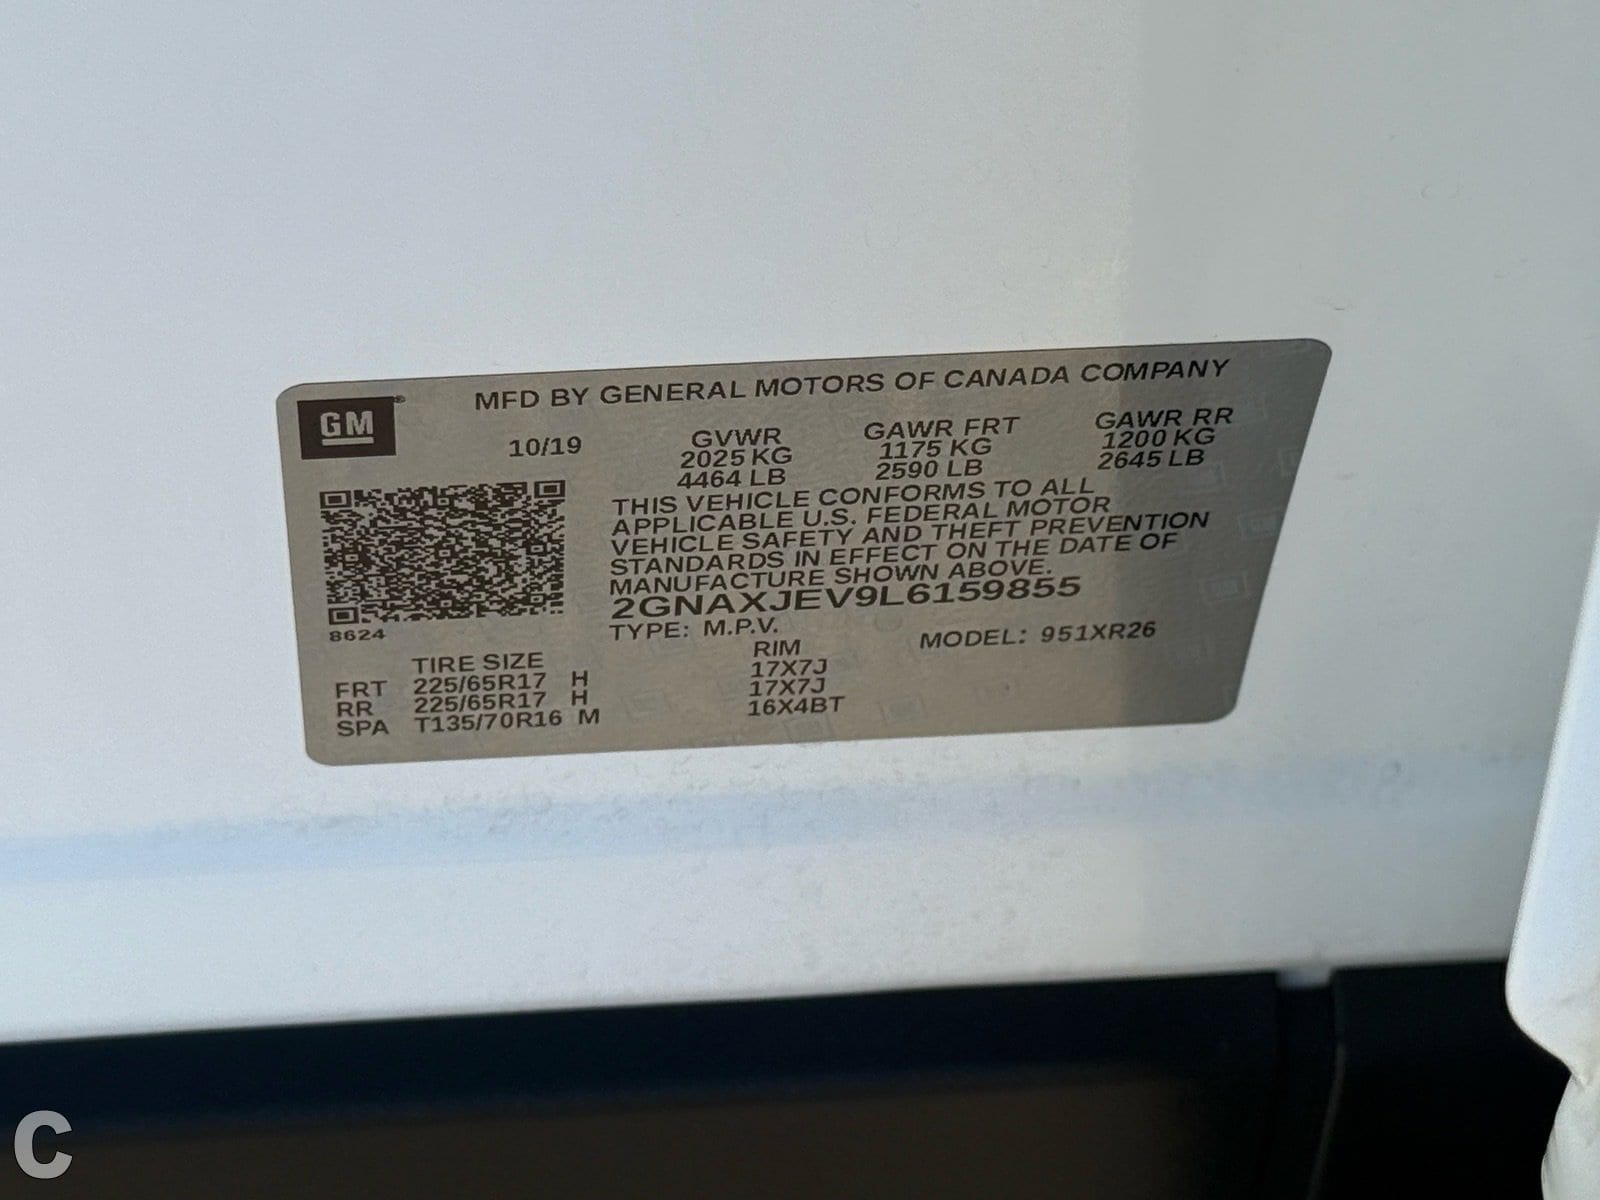 GM
MFD BY GENERAL MOTORS OF CANADA COMPANY
10/19
GVWR GAWR FRT GAWR RR
2025 KG 1175 KG 1200 KG
4464 LB 2590 LB 2645 LB
THIS VEHICLE CONFORMS TO ALL
APPLICABLE U.S. FEDERAL MOTOR
VEHICLE SAFETY AND THEFT PREVENTION
STANDARDS IN EFFECT ON THE DATE OF
MANUFACTURE SHOWN ABOVE.
2GNAXJEV9L6159855
8624
TYPE: M.P.V. MODEL: 951XR26
TIRE SIZE RIM
FRT 225/65R17 H 17X7J
RR 225/65R17 H 17X7J
SPA T135/70R16 M 16X4BT
C